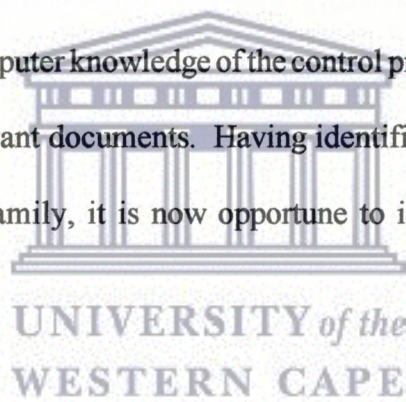 puter knowledge of the control p
ant documents. Having identifi
amily, it is now opportune to i
UNIVERSITY of the
WESTERN CAPE